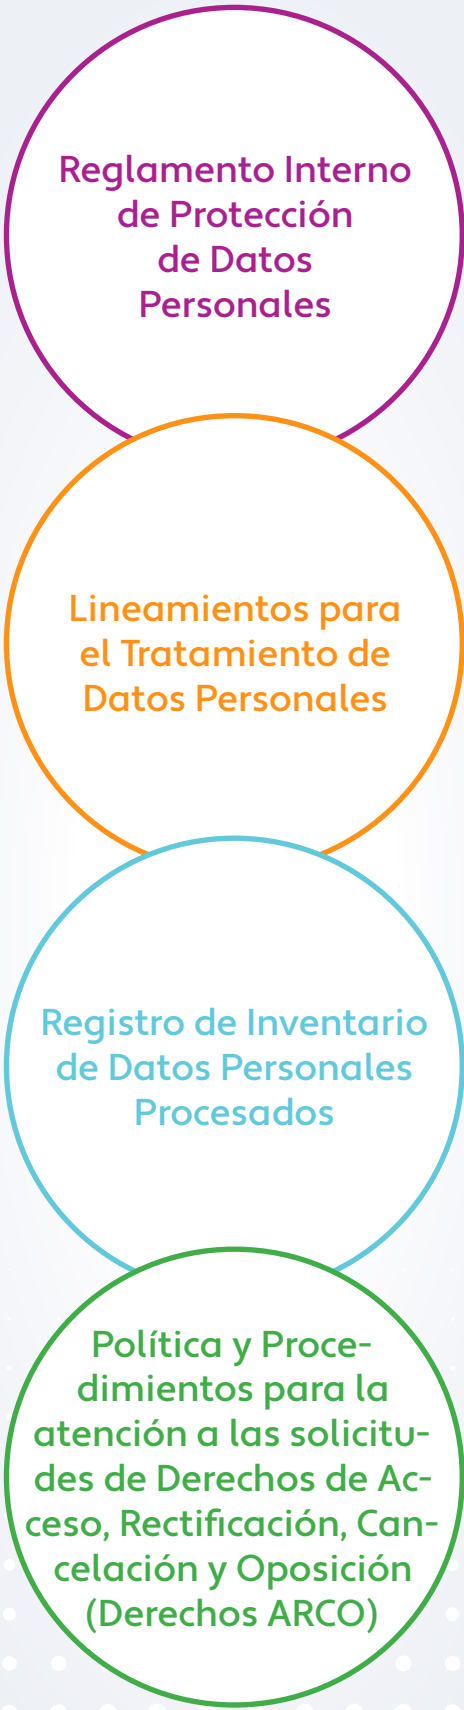 Reglamento Interno
de Protección
de Datos
Personales
Lineamientos para
el Tratamiento de
Datos Personales
Registro de Inventario
de Datos Personales
Procesados
Política y Proce-
dimientos para la
atención a las solicitu-
des de Derechos de Ac-
ceso, Rectificación, Can-
celación y Oposición
(Derechos ARCO)